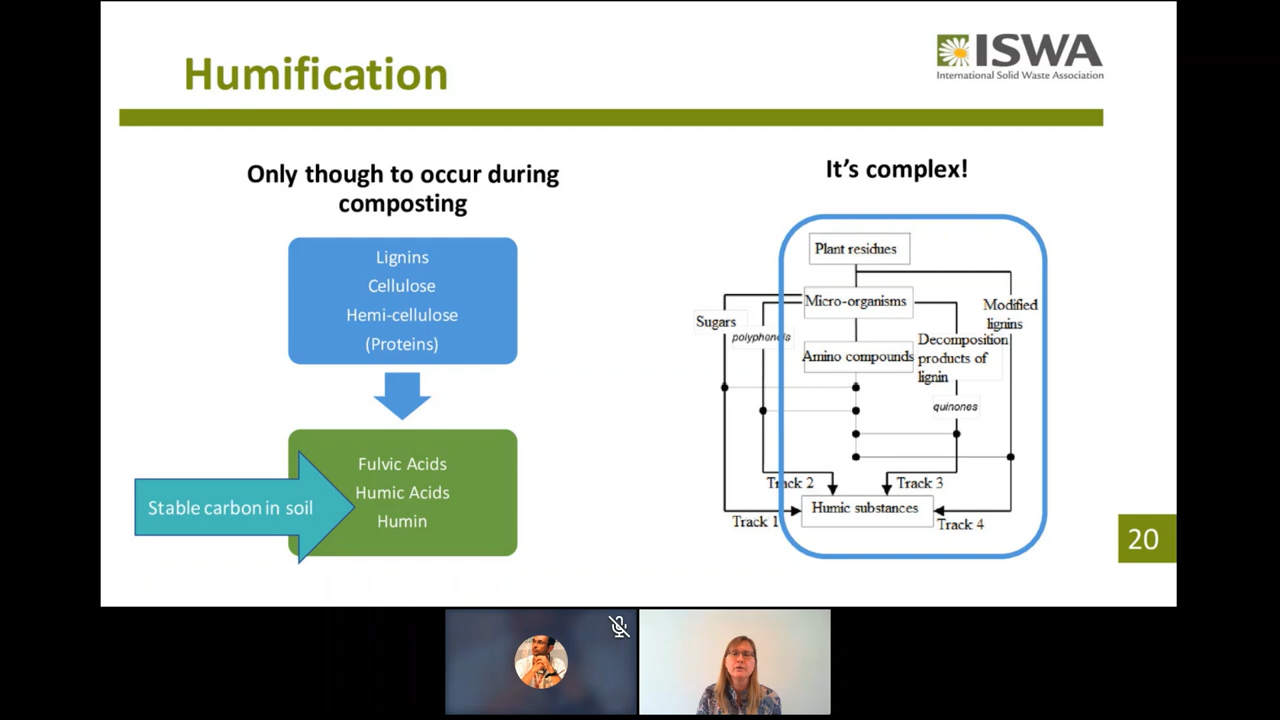 Humification
ISWA
International Solid Waste Association
Only though to occur during
composting
Lignins
Cellulose
Hemi-cellulose
(Proteins)
Fulvic Acids
Humic Acids
Humin
Stable carbon in soil
It's complex!
Plant residues
Micro-organisms
Modified
lignins
Sugars
polyphenols
Decomposition
Amino compounds
products of
lignin
quinones
Track 2
Track 3
Humic substances
Track 1
Track 4
20